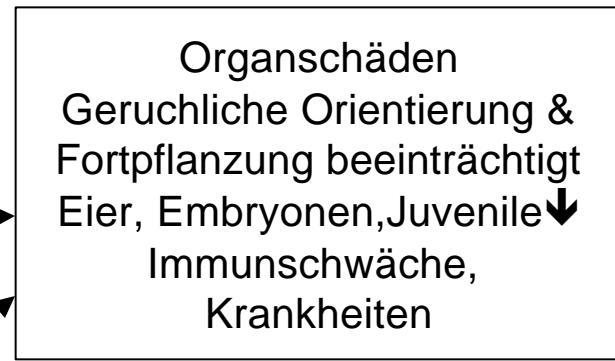 Organschäden
Geruchliche Orientierung &
Fortpflanzung beeinträchtigt
Eier, Embryonen,Juvenile🡻
Immunschwäche,
Krankheiten